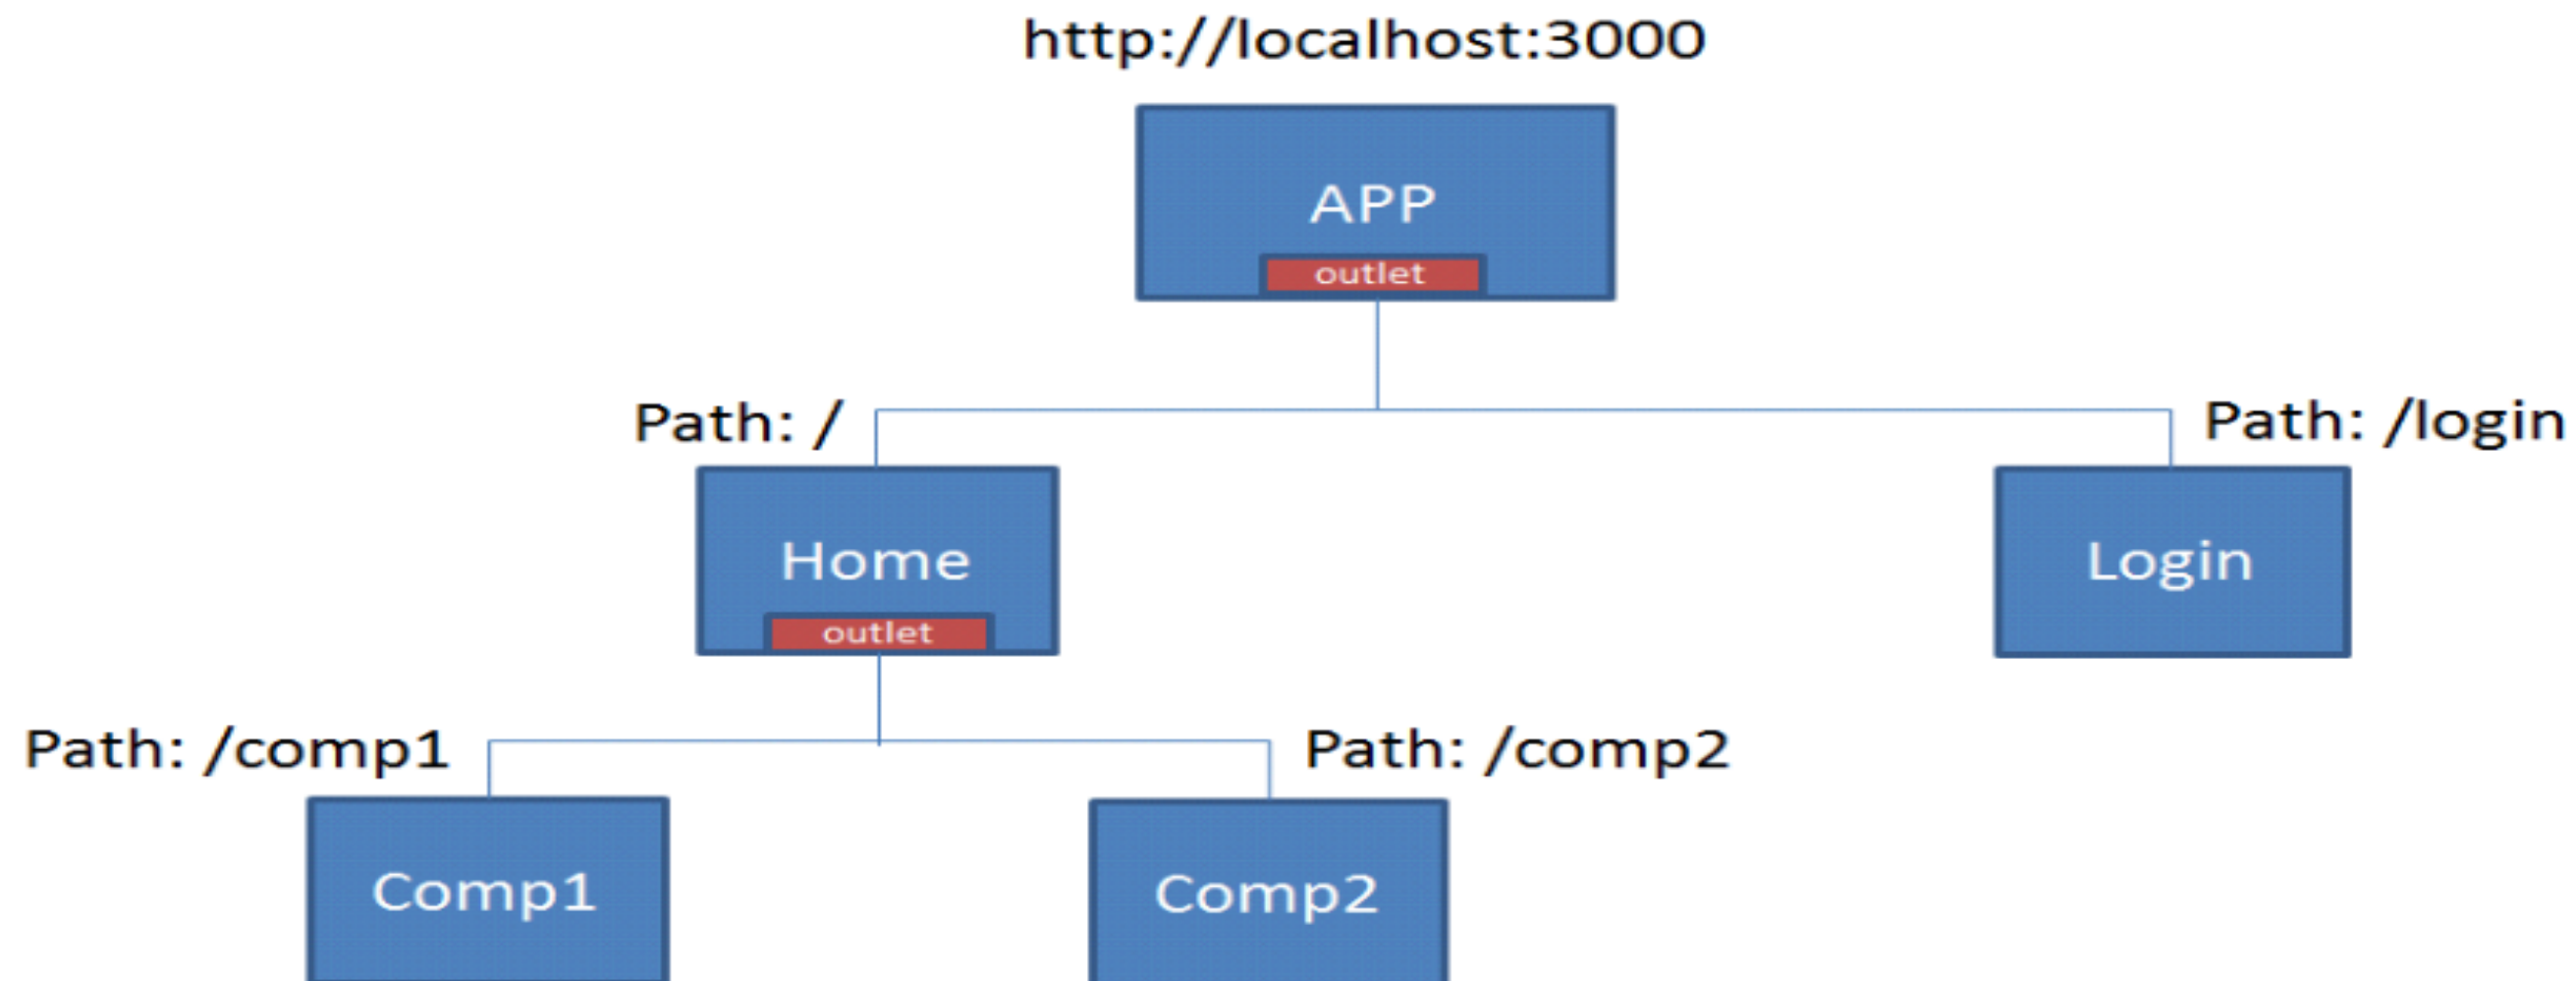 http://localhost:3000
APP
outlet
Path: /
Path: /login
Home
Login
outlet
Path: /comp1
Path: /comp2
Comp1
Comp2